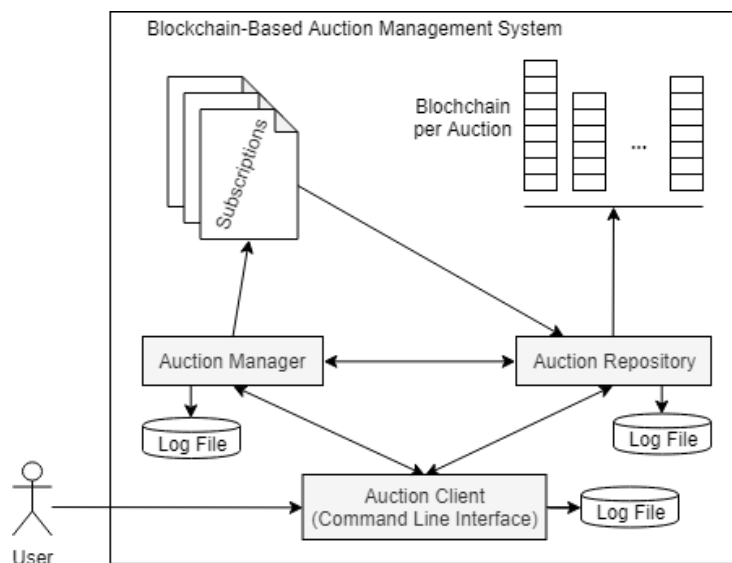 Blockchain-Based Auction Management System
Subscriptions
Blochchain
per Auction
...
Auction Manager
Auction Repository
Log File
Log File
Auction Client
(Command Line Interface)
Log File
User